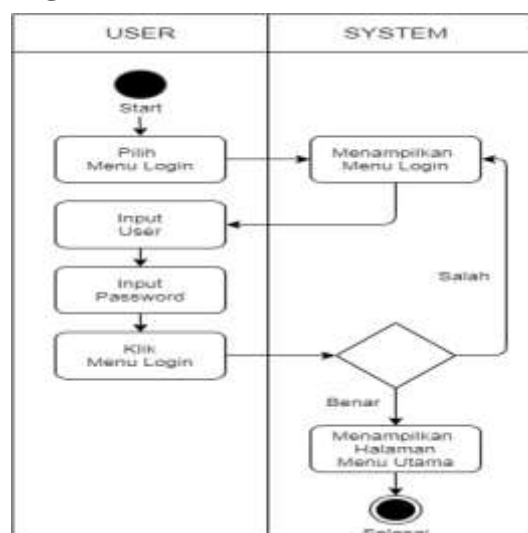 USER
SYSTEM
Start
Pilih
Menu Login
Menampilkan
Menu Login
Input
User
Input
Password
Salah
Klik
Menu Login
Benar
Menampilkan
Halaman
Menu Utama